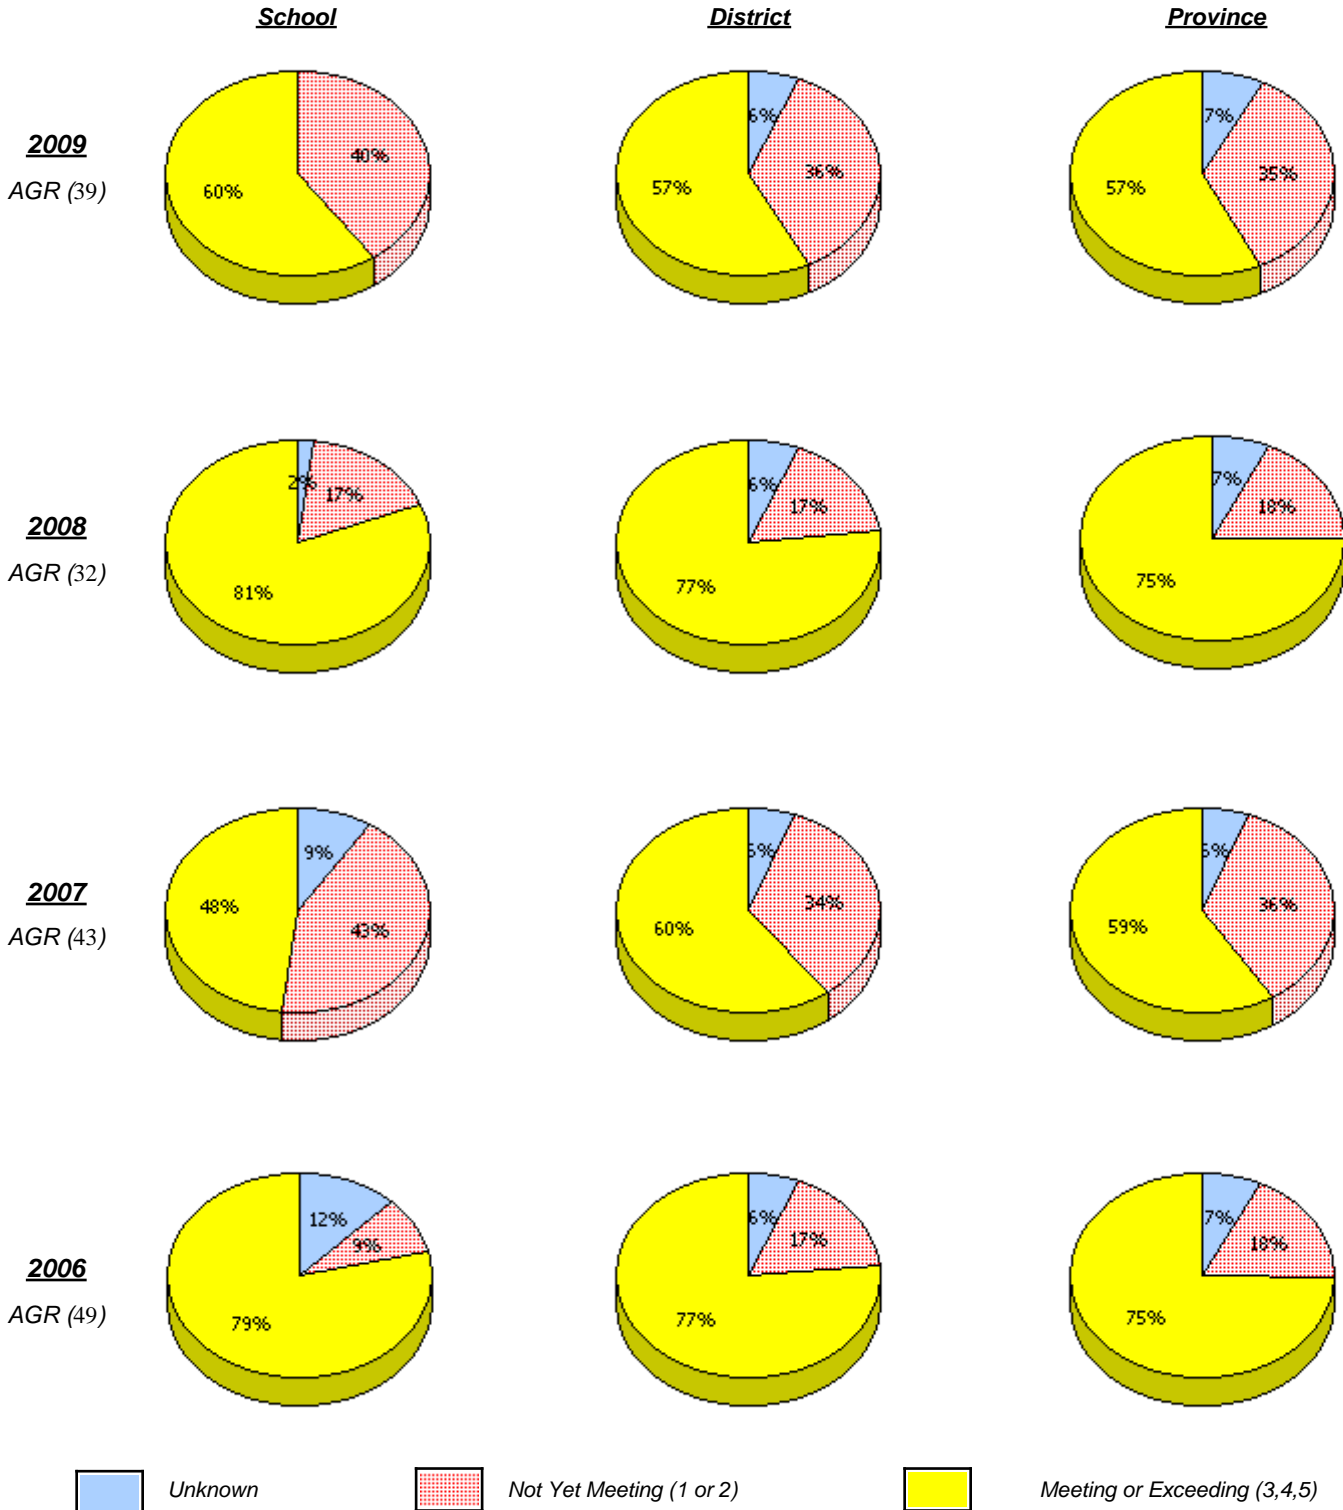 School District Province
2009
AGR (39)
60% 40%
57% 6% 36%
57% 7% 35%
2008
AGR (32)
81% 2% 17%
77% 6% 17%
75% 7% 18%
2007
AGR (43)
48% 9% 43%
60% 34%
59% 36%
2006
AGR (49)
79% 12% 9%
77% 6% 17%
75% 7% 18%
Unknown Not Yet Meeting (1 or 2) Meeting or Exceeding (3,4,5)